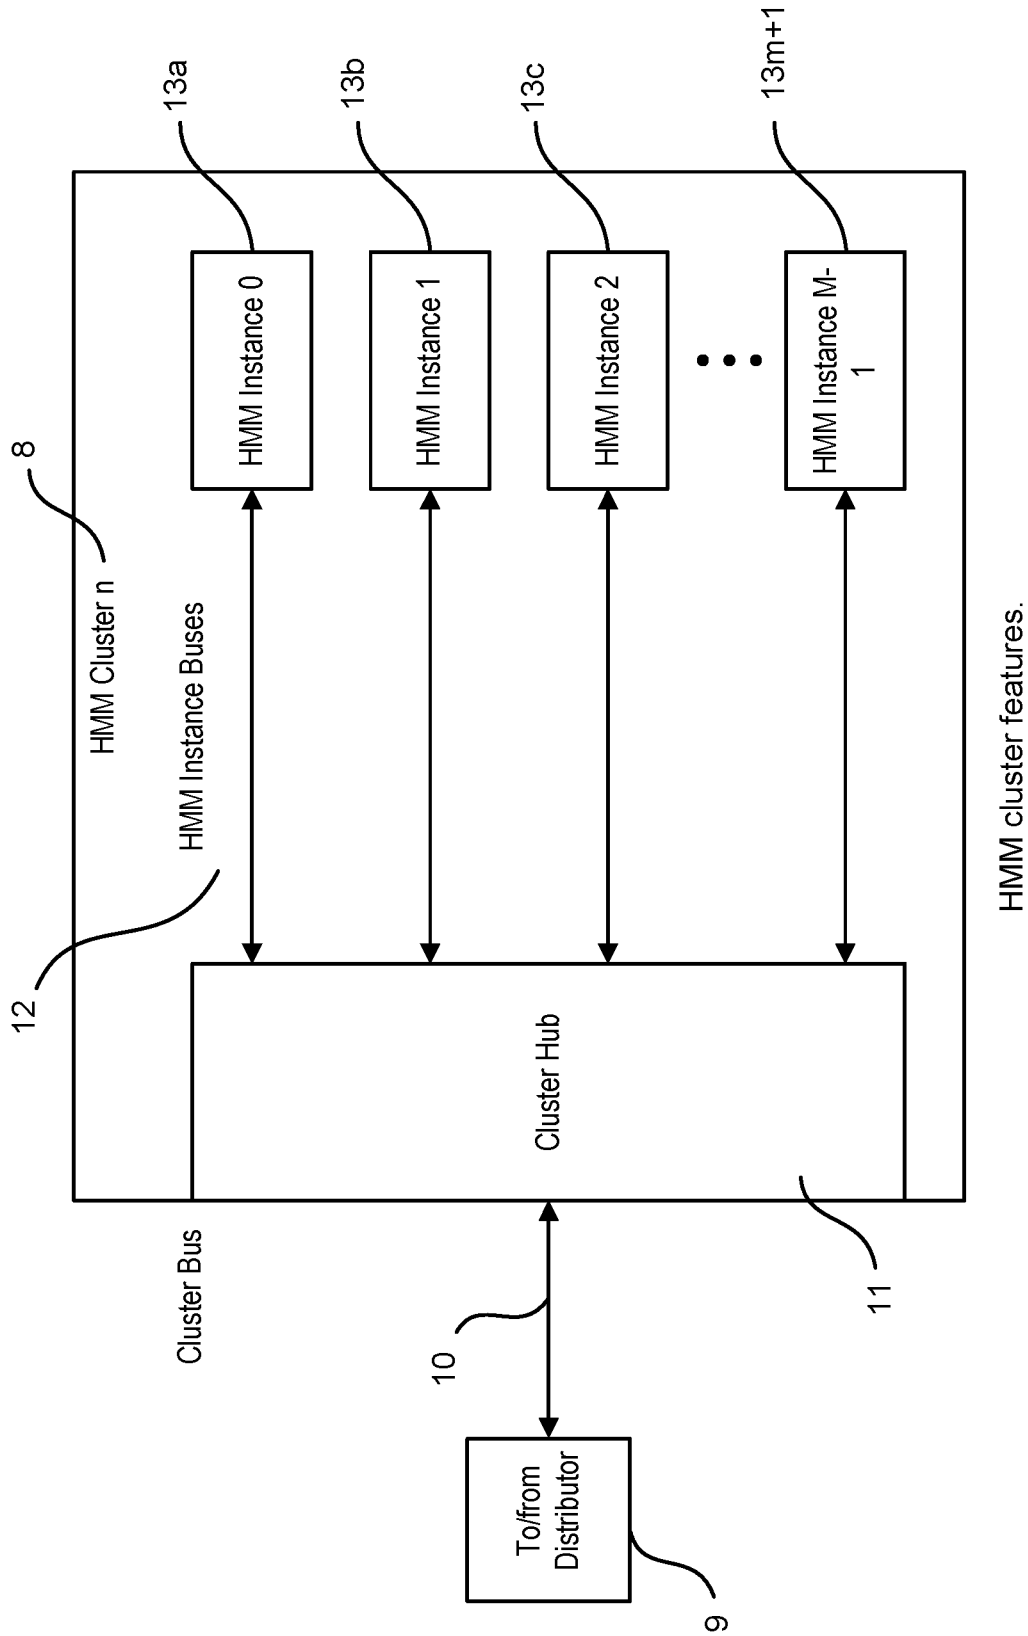 8
HMM Cluster n
12
HMM Instance Buses
Cluster Bus
13a
HMM Instance 0
13b
HMM Instance 1
13c
HMM Instance 2
13m+1
HMM Instance M-
1
Cluster Hub
11
10
To/from
Distributor
9
HMM cluster features.